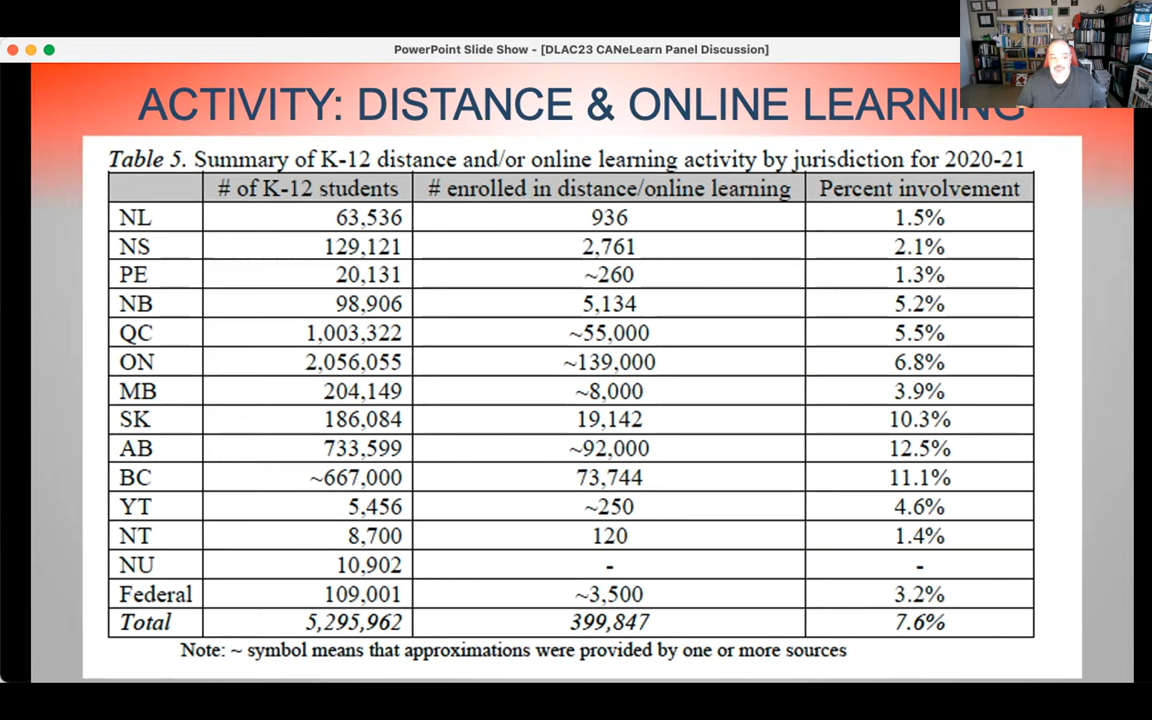 PowerPoint Slide Show - [DLAC23 CANeLearn Panel Discussion]
ACTIVITY: DISTANCE & ONLINE LEARNING
Table 5. Summary of K-12 distance and/or online learning activity by jurisdiction for 2020-21
# of K-12 students # enrolled in distance/online learning Percent involvement
NL 63,536 936 1.5%
NS 129,121 2,761 2.1%
PE 20,131 ~260 1.3%
NB 98,906 5,134 5.2%
QC 1,003,322 ~55,000 5.5%
ON 2,056,055 ~139,000 6.8%
MB 204,149 ~8,000 3.9%
SK 186,084 19,142 10.3%
AB 733,599 ~92,000 12.5%
BC ~667,000 73,744 11.1%
YT 5,456 ~250 4.6%
NT 8,700 120 1.4%
NU 10,902 - -
Federal 109,001 ~3,500 3.2%
Total 5,295,962 399,847 7.6%
Note: ~ symbol means that approximations were provided by one or more sources